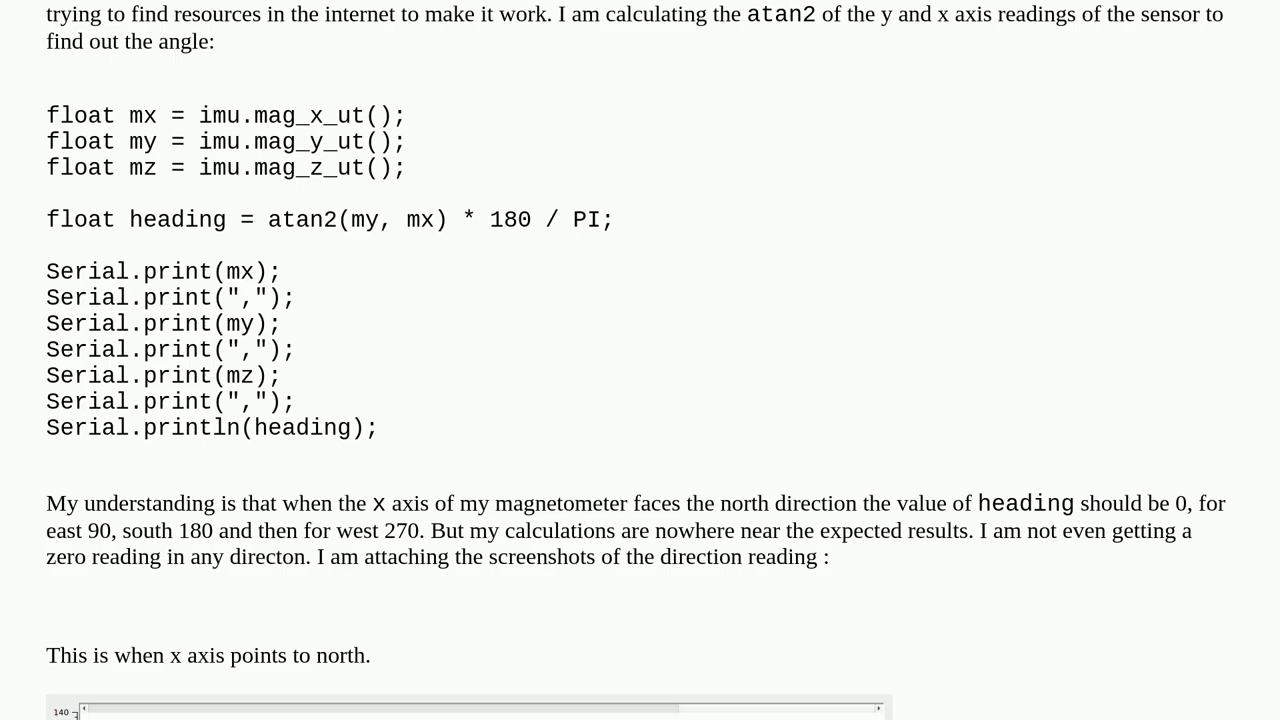 trying to find resources in the internet to make it work. I am calculating the atan2 of the y and x axis readings of the sensor to
find out the angle:
float mx = imu.mag_x_ut();
float my = imu.mag_y_ut();
float mz = imu.mag_z_ut();
float heading = atan2(my, mx) * 180 / PI;
Serial.print(mx);
Serial.print(",");
Serial.print(my);
Serial.print(",");
Serial.print(mz);
Serial.print(",");
Serial.println(heading);
My understanding is that when the x axis of my magnetometer faces the north direction the value of heading should be 0, for
east 90, south 180 and then for west 270. But my calculations are nowhere near the expected results. I am not even getting a
zero reading in any directon. I am attaching the screenshots of the direction reading :
This is when x axis points to north.
140